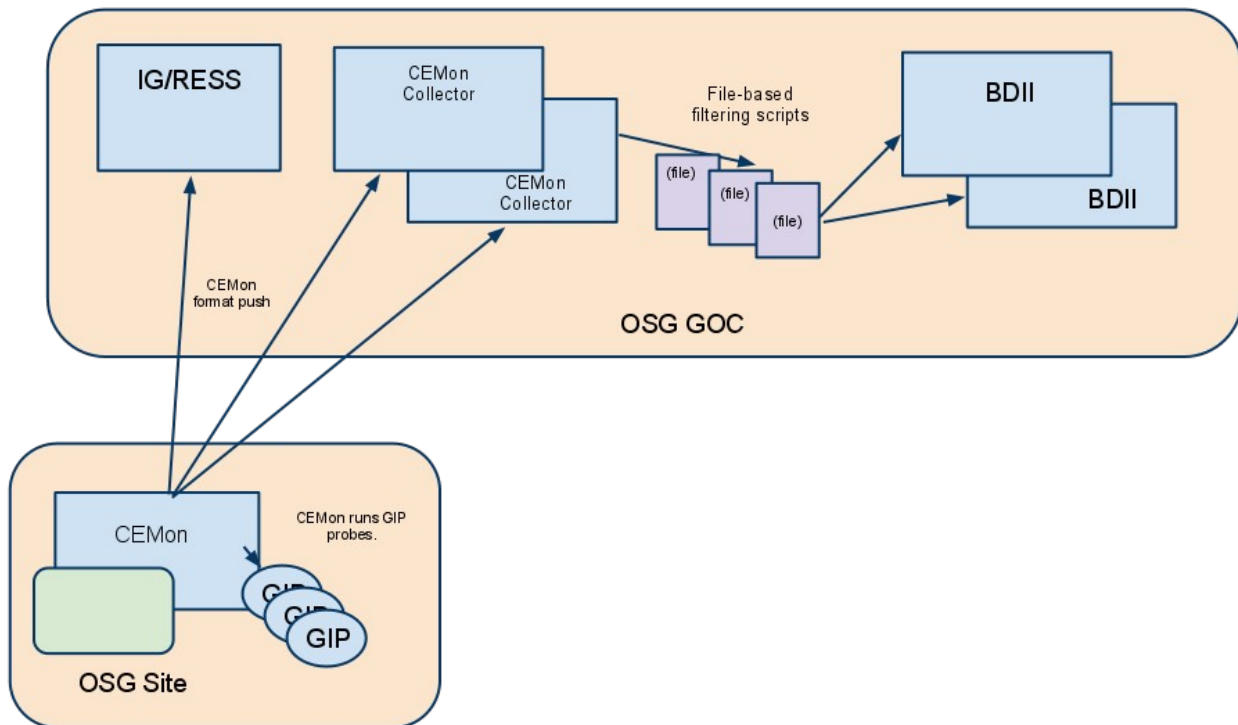 IG/RESS
CEMon
Collector
CEMon
Collector
File-based
filtering scripts
(file)
(file)
(file)
BDII
BDII
CEMon
format push
OSG GOC
CEMon
CEMon runs GIP
probes.
GIP
GIP
GIP
OSG Site